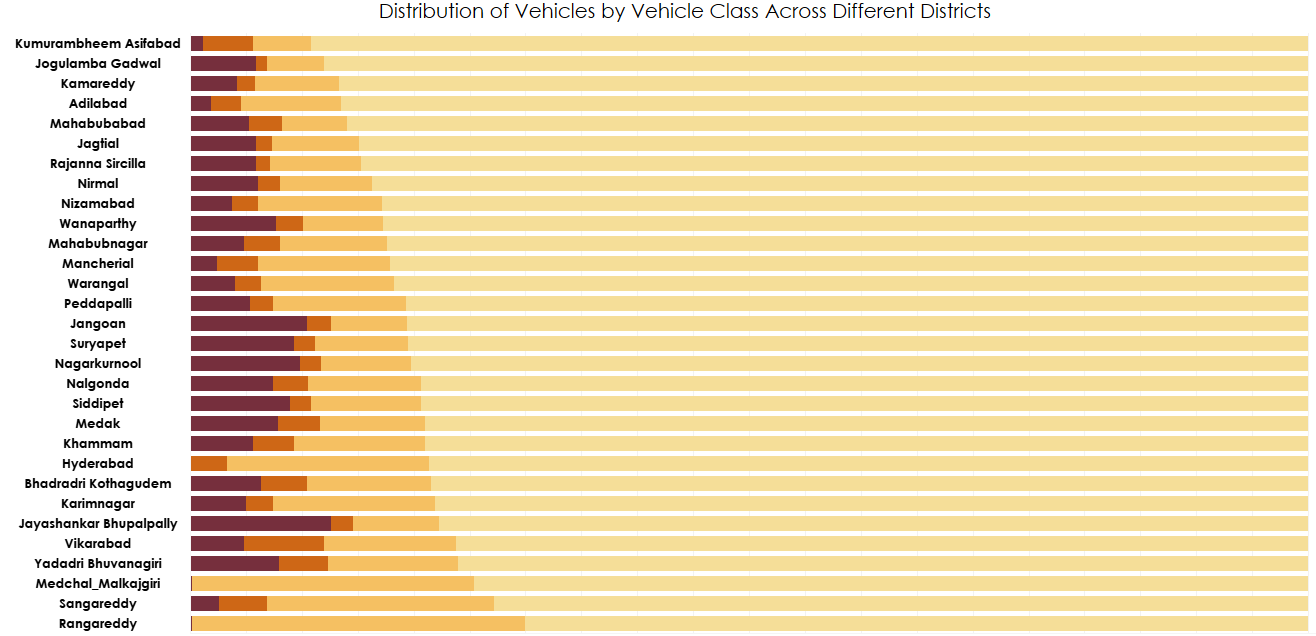 Distribution of Vehicles by Vehicle Class Across Different Districts
Kumurambheem Asifabad
Jogulamba Gadwal
Kamareddy
Adilabad
Mahabubabad
Jagtial
Rajanna Sircilla
Nirmal
Nizamabad
Wanaparthy
Mahabubnagar
Mancherial
Warangal
Peddapalli
Jangoan
Suryapet
Nagarkurnool
Nalgonda
Siddipet
Medak
Khammam
Hyderabad
Bhadradri Kothagudem
Karimnagar
Jayashankar Bhupalpally
Vikarabad
Yadadri Bhuvanagiri
Medchal_Malkajgiri
Sangareddy
Rangareddy